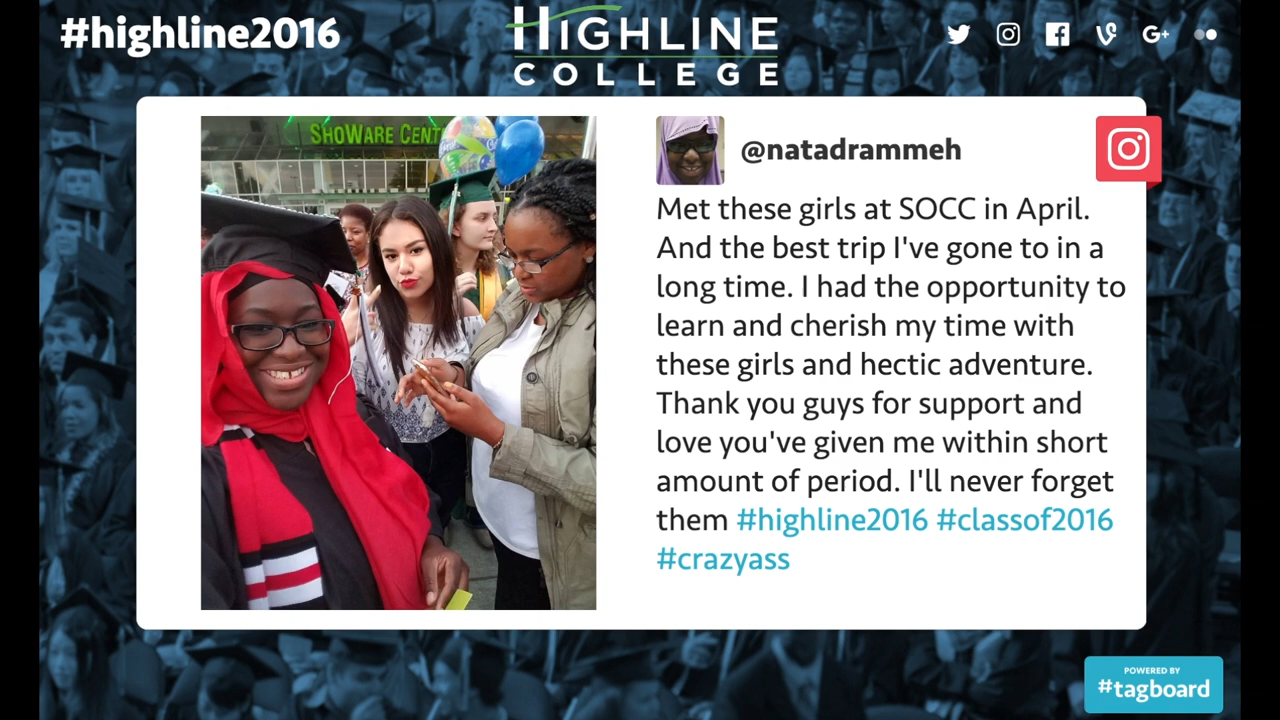 #highline2016
HIGHLINE
COLLEGE
SHOWARE CENT
@natadrammeh
Met these girls at SOCC in April.
And the best trip I've gone to in a
long time. I had the opportunity to
learn and cherish my time with
these girls and hectic adventure.
Thank you guys for support and
love you've given me within short
amount of period. I'll never forget
them #highline2016 #classof2016
#crazyass
POWERED BY
#tagboard